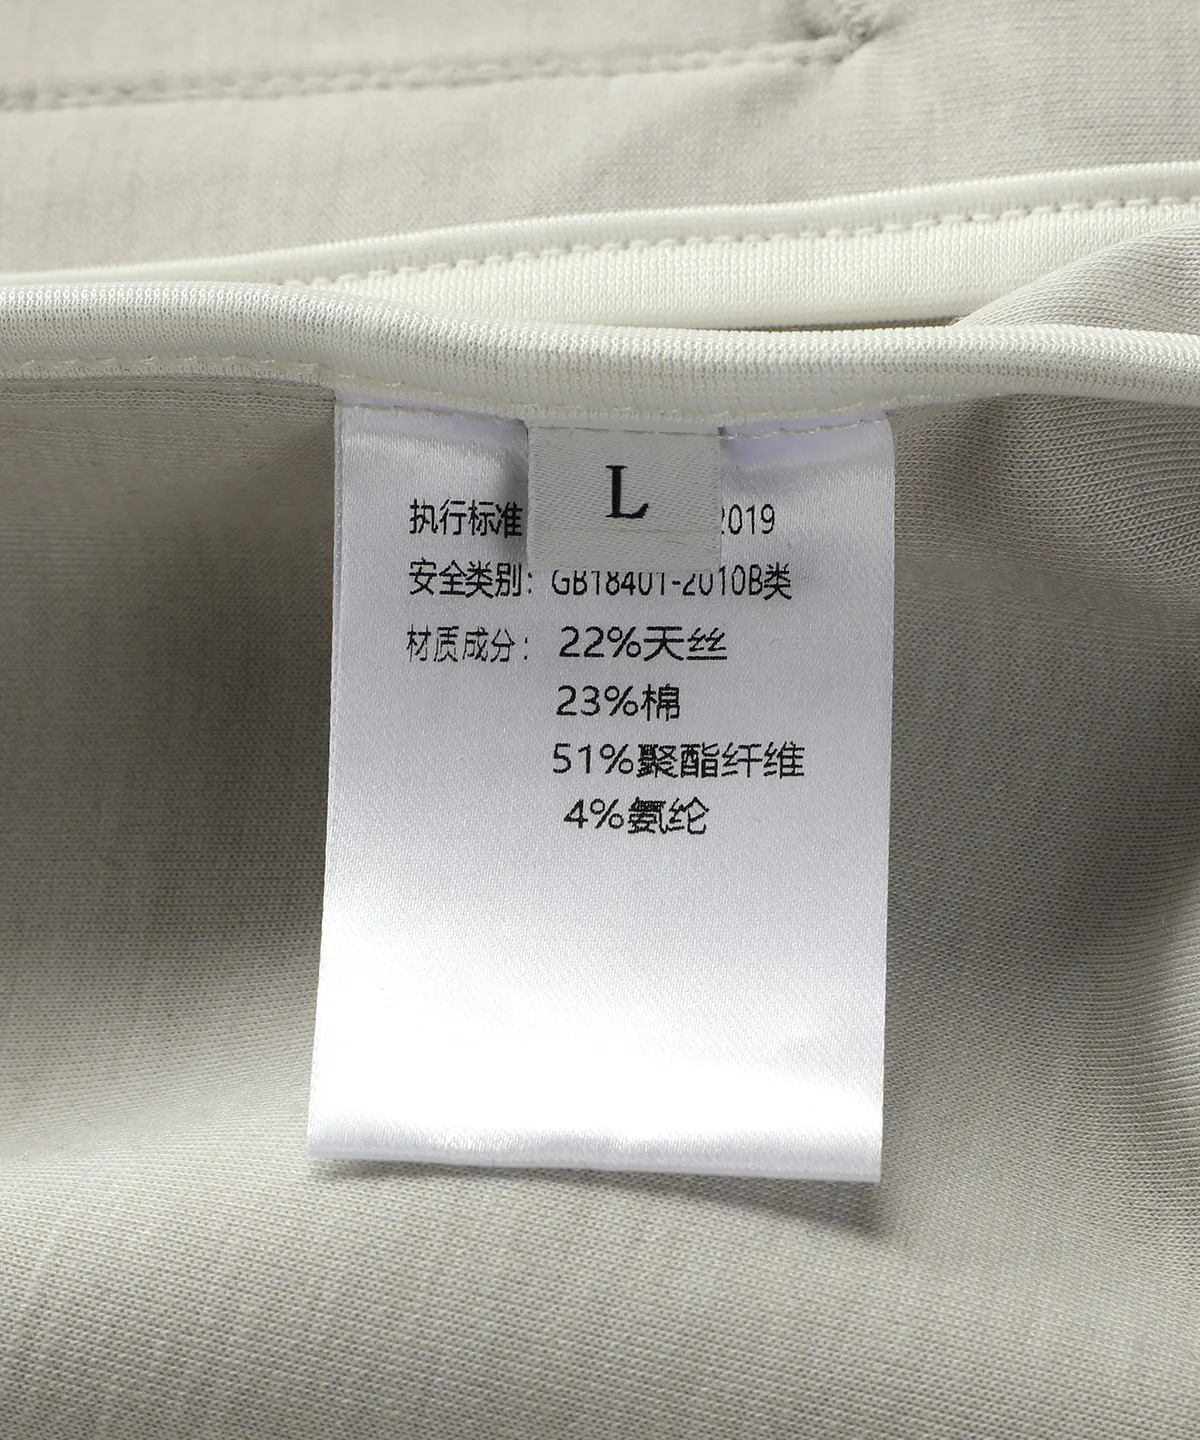 L
执行标准 2019
安全类别：GB18401-2010B类
材质成分：22%天丝
23%棉
51%聚酯纤维
4%氨纶